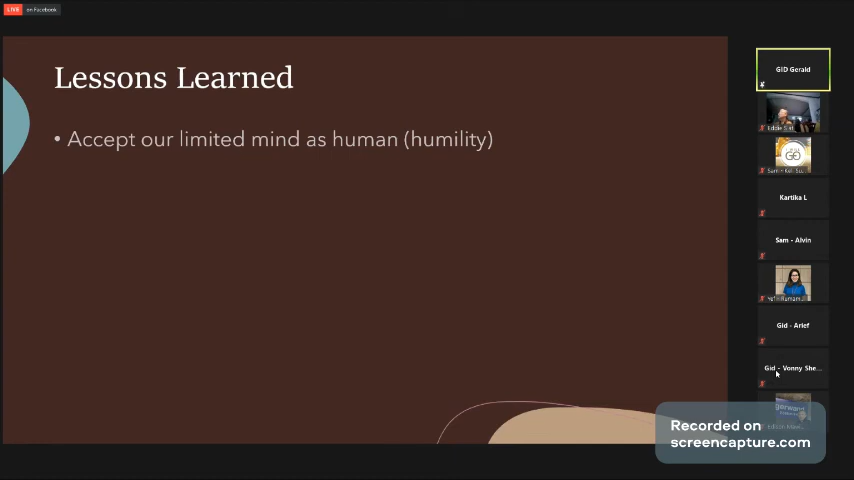 LIVE on Facebook
Lessons Learned
• Accept our limited mind as human (humility)
GID Gerald
Kartika L
Sam - Alvin
Gid - Arief
Gid - Vonny She...
Recorded on
screencapture.com